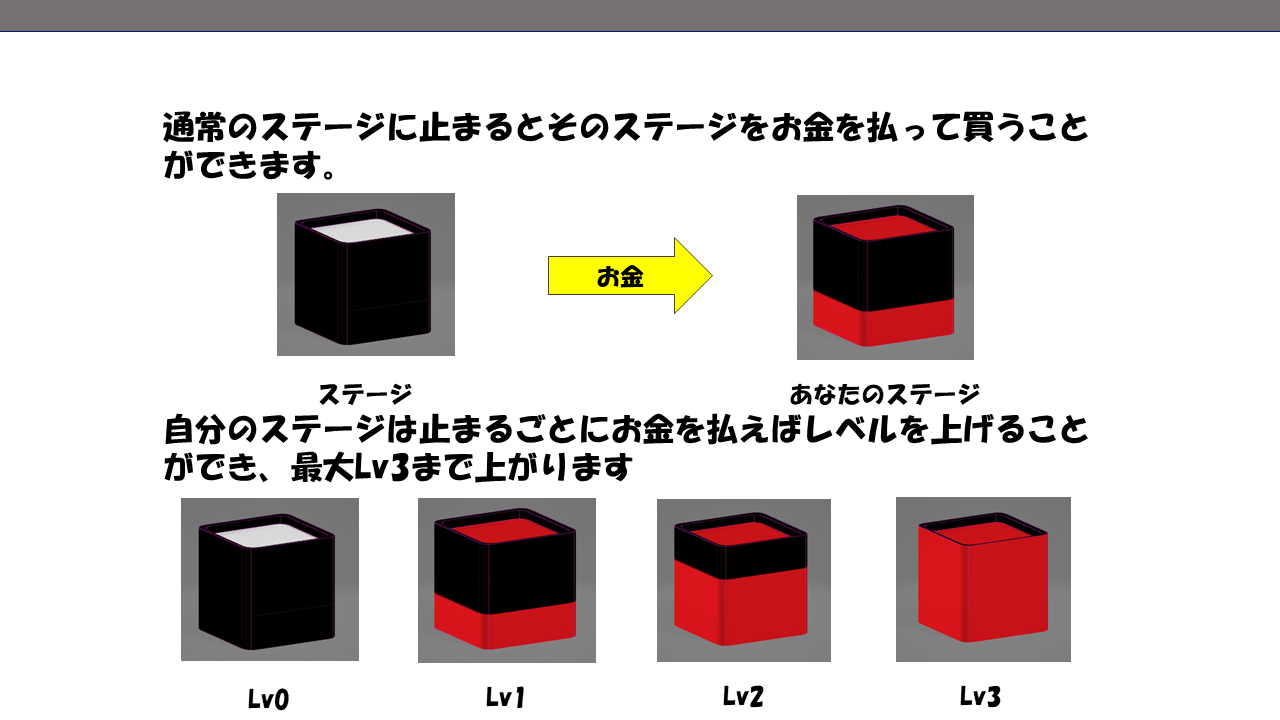 通常のステージに止まるとそのステージをお金を払って買うこと
ができます。
お金
ステージ
あなたのステージ
自分のステージは止まるごとにお金を払えばレベルを上げること
ができ、最大Lv3まで上がります
Lv0
Lv1
Lv2
Lv3